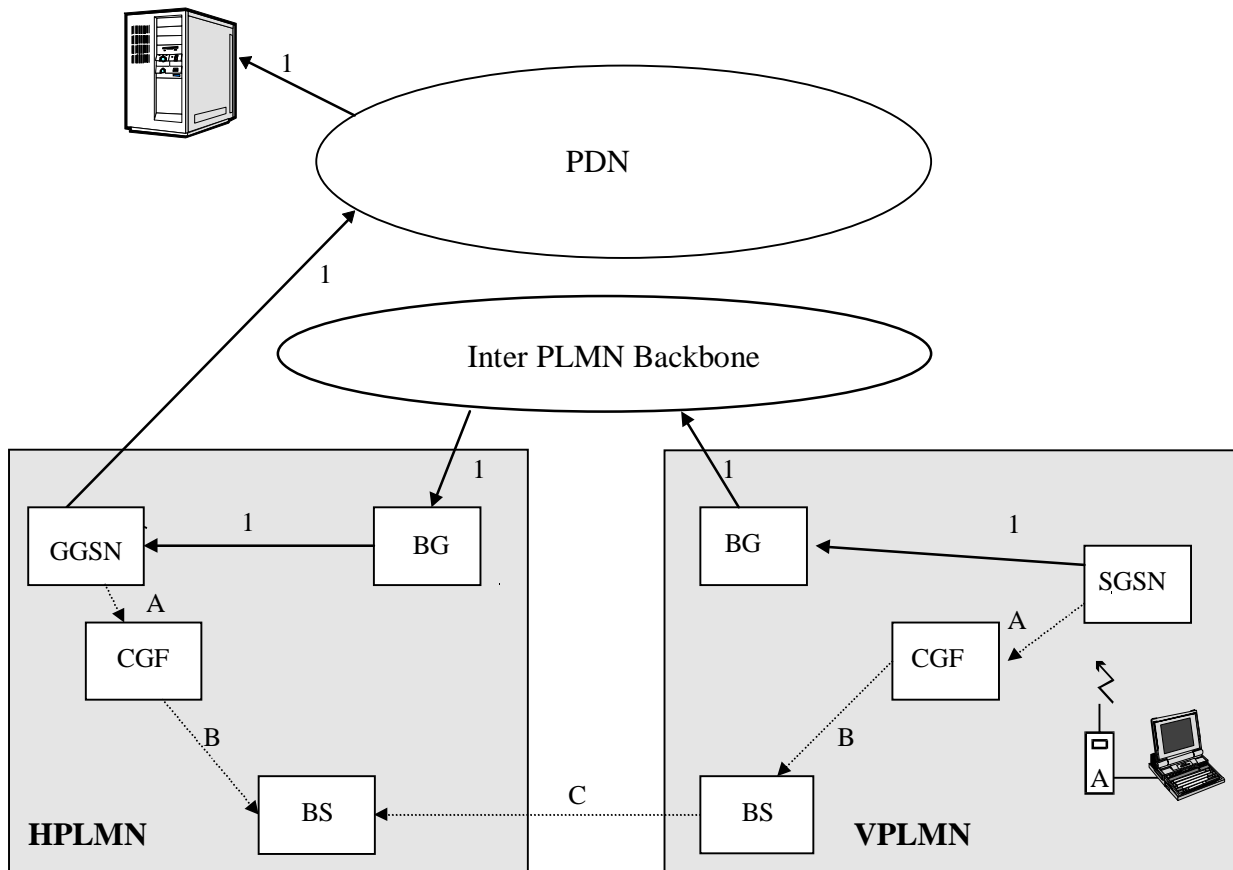 1
PDN
1
Inter PLMN Backbone
1
1
1
1
GGSN
BG
BG
SGSN
A
A
CGF
CGF
B
B
A
C
BS
BS
HPLMN
VPLMN